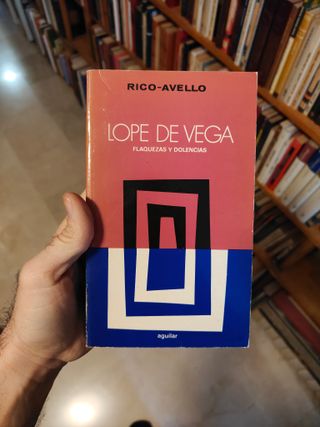 RICO-AVELLO
LOPE DE VEGA
FLAQUEZAS Y DOLENCIAS
aguilar